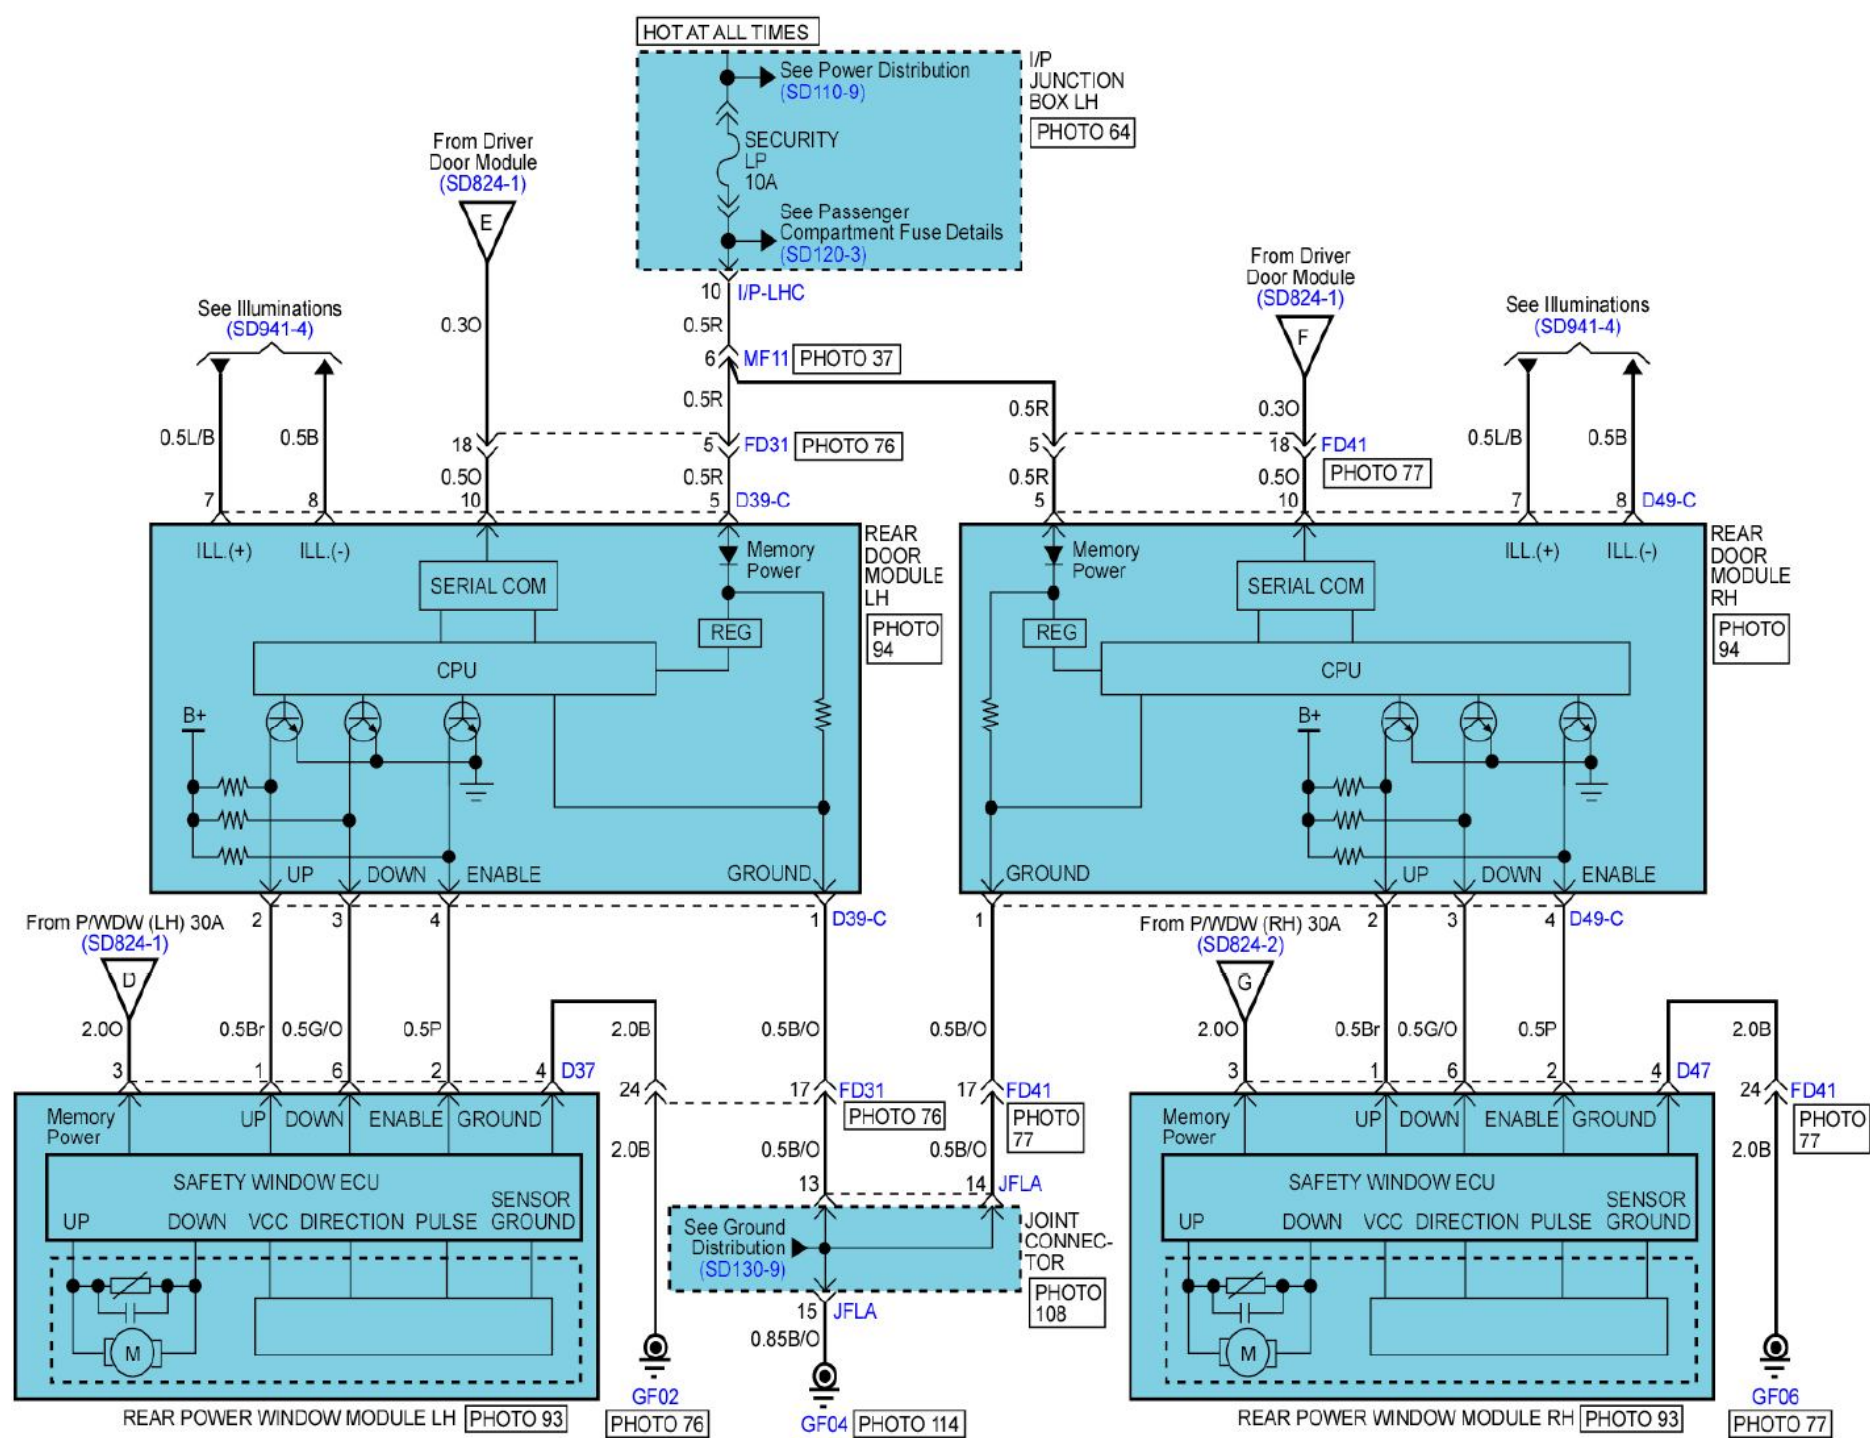 HOT AT ALL TIMES
See Power Distribution
(SD110-9)
SECURITY
LP
10A
See Passenger
Compartment Fuse Details
(SD120-3)
I/P
JUNCTION
BOX LH
PHOTO 64
From Driver
Door Module
(SD824-1)
E
0.3O
10
I/P-LHC
0.5R
6
MF11
PHOTO 37
0.5R
0.5R
From Driver
Door Module
(SD824-1)
F
0.3O
See Illuminations
(SD941-4)
0.5L/B
0.5B
See Illuminations
(SD941-4)
0.5L/B
0.5B
18
5
FD31
PHOTO 76
5
18
FD41
PHOTO 77
0.5O
0.5R
0.5R
0.5O
7
8
10
5
D39-C
5
10
7
8
D49-C
ILL.(+)
ILL.(-)
SERIAL COM
Memory
Power
REG
CPU
B+
UP
DOWN
ENABLE
GROUND
REAR
DOOR
MODULE
LH
PHOTO
94
Memory
Power
SERIAL COM
ILL.(+)
ILL.(-)
REG
CPU
B+
GROUND
UP
DOWN
ENABLE
REAR
DOOR
MODULE
RH
PHOTO
94
2
3
4
1
D39-C
1
2
3
4
D49-C
From P/WDW (LH) 30A
(SD824-1)
D
2.0O
0.5Br
0.5G/O
0.5P
2.0B
0.5B/O
0.5B/O
From P/WDW (RH) 30A
(SD824-2)
G
2.0O
0.5Br
0.5G/O
0.5P
2.0B
3
1
6
2
4
D37
24
17
FD31
PHOTO 76
17
FD41
PHOTO
77
3
1
6
2
4
D47
24
FD41
PHOTO
77
2.0B
0.5B/O
0.5B/O
2.0B
Memory
Power
UP
DOWN
ENABLE
GROUND
SAFETY WINDOW ECU
UP
DOWN
VCC
DIRECTION
PULSE
SENSOR
GROUND
M
REAR POWER WINDOW MODULE LH
PHOTO 93
13
14
JFLA
See Ground
Distribution
(SD130-9)
JOINT
CONNEC-
TOR
PHOTO
108
15
JFLA
0.85B/O
GF02
PHOTO 76
GF04
PHOTO 114
Memory
Power
UP
DOWN
ENABLE
GROUND
SAFETY WINDOW ECU
UP
DOWN
VCC
DIRECTION
PULSE
SENSOR
GROUND
M
REAR POWER WINDOW MODULE RH
PHOTO 93
GF06
PHOTO 77